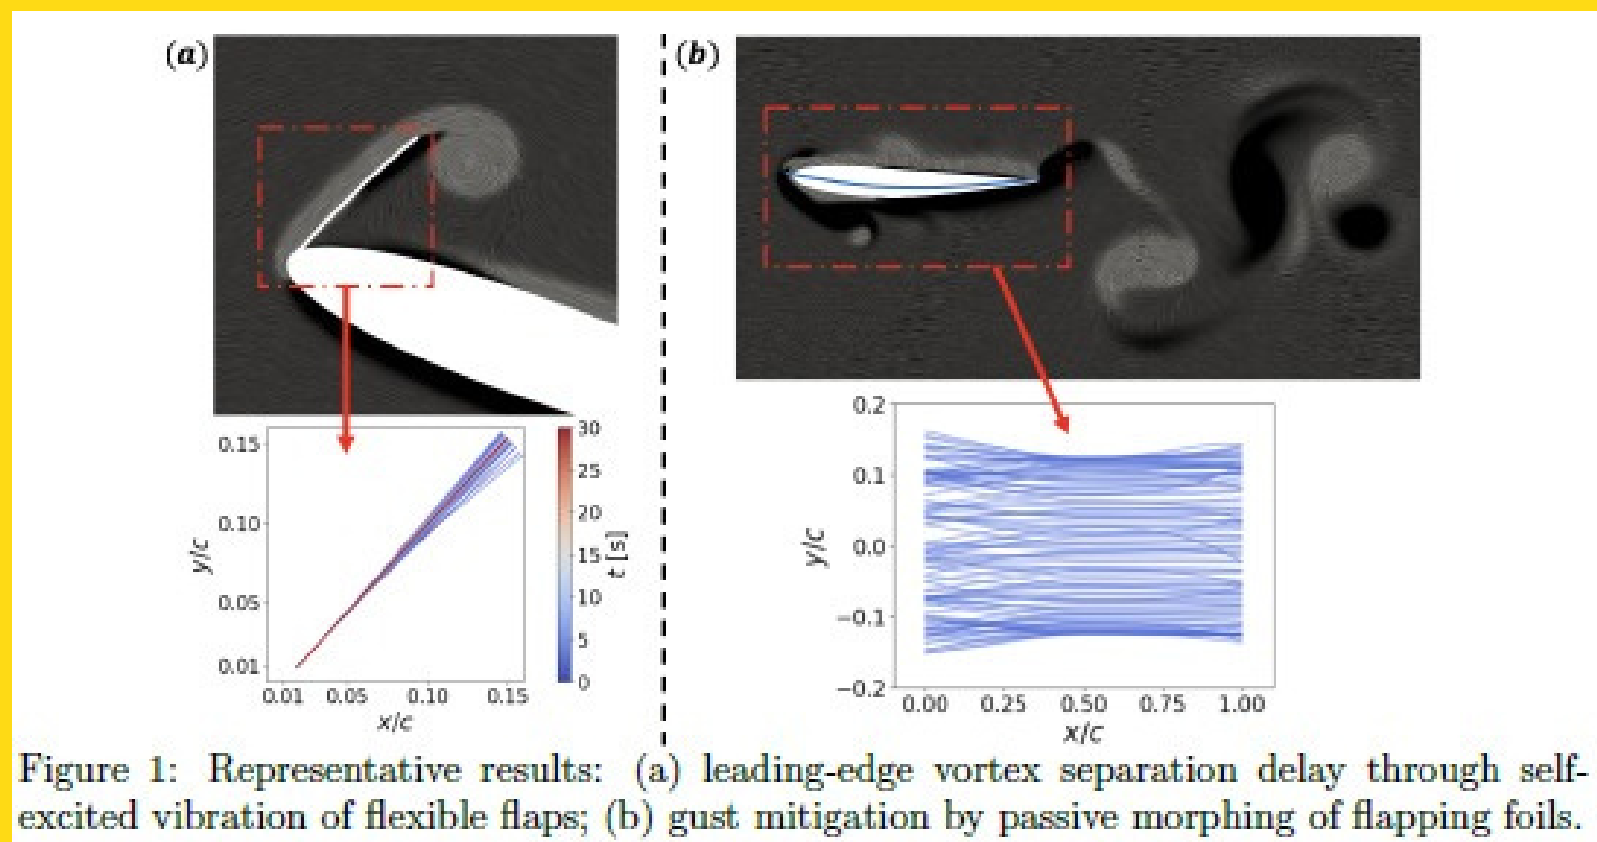 (a)
(b)
0.15
0.10
0.05
0.01
y/c
0.01 0.05 0.10 0.15
x/c
30
25
20
15
10
5
0
t [s]
0.2
0.1
0.0
−0.1
−0.2
y/c
0.00 0.25 0.50 0.75 1.00
x/c
Figure 1: Representative results: (a) leading-edge vortex separation delay through self-
excited vibration of flexible flaps; (b) gust mitigation by passive morphing of flapping foils.